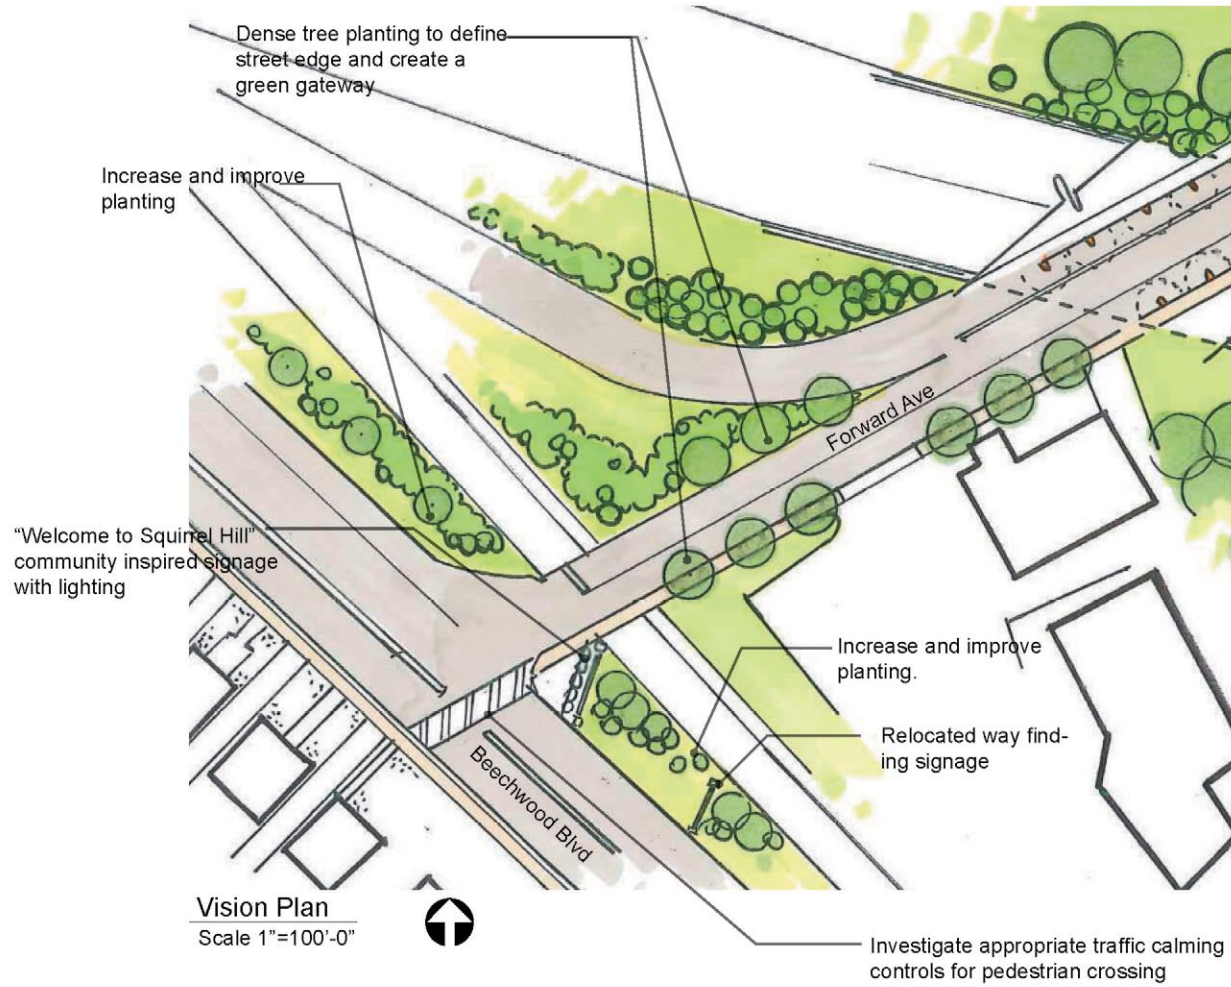 Dense tree planting to define
street edge and create a
green gateway
Increase and improve
planting
Forward Ave
"Welcome to Squirrel Hill"
community inspired signage
with lighting
Increase and improve
planting.
Relocated way find-
ing signage
Beechwood Blvd
Vision Plan
Scale 1"=100'-0"
Investigate appropriate traffic calming
controls for pedestrian crossing